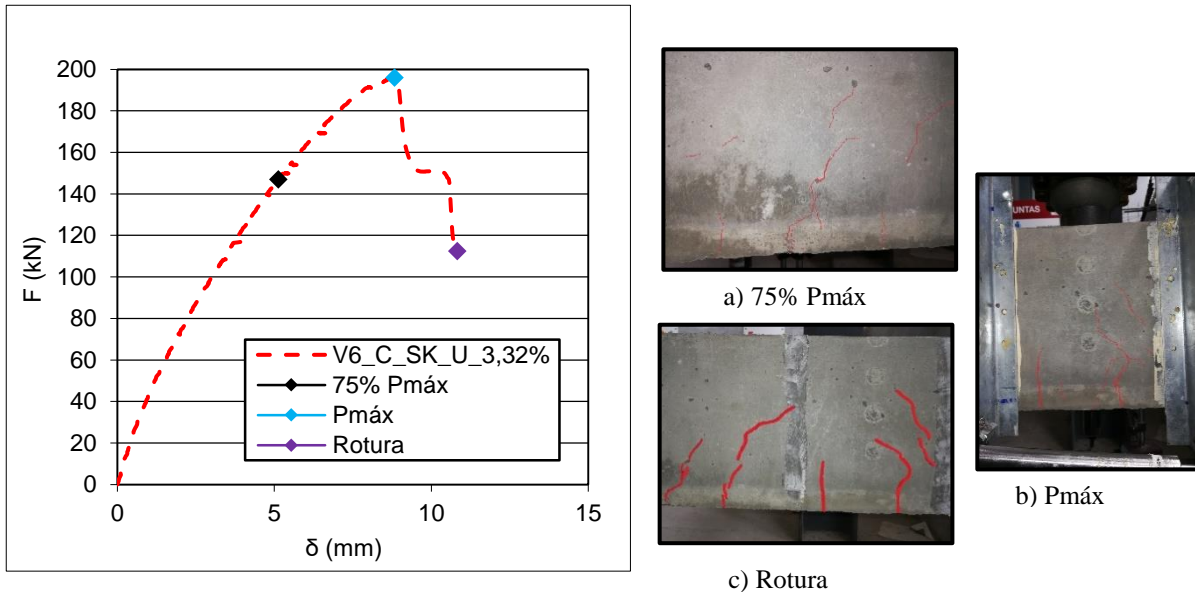 200
180
160
140
120
100
80
60
40
20
0
F (kN)
V6_C_SK_U_3,32%
75% Pmáx
Pmáx
Rotura
0 5 10 15
δ (mm)
a) 75% Pmáx
UNTAS
b) Pmáx
c) Rotura